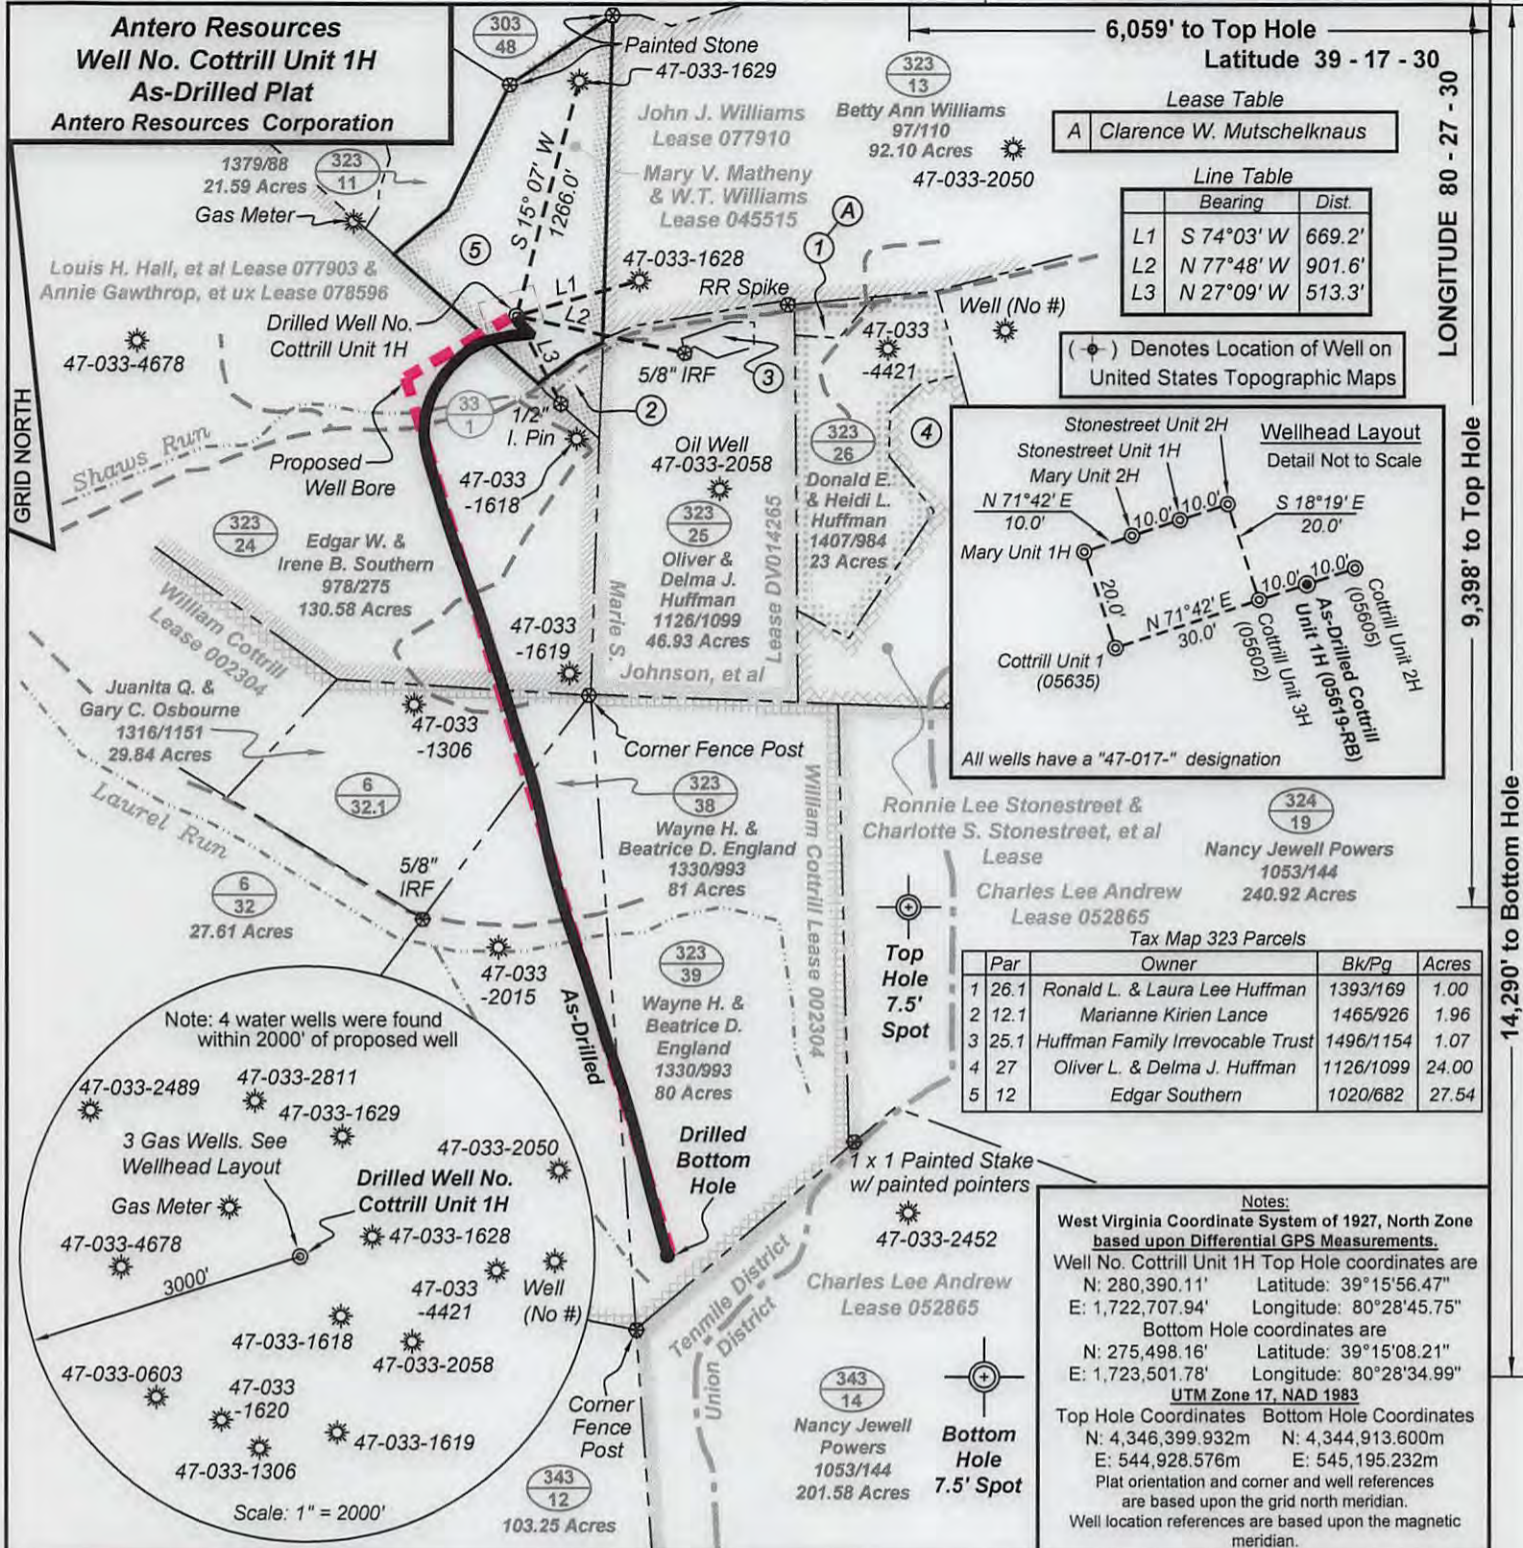 Antero Resources
Well No. Cottrill Unit 1H
As-Drilled Plat
Antero Resources Corporation
303
48
Painted Stone
47-033-1629
6,059' to Top Hole
Latitude 39 - 17 - 30
LONGITUDE 80 - 27 - 30
323
13
Betty Ann Williams
97/110
92.10 Acres
47-033-2050
John J. Williams
Lease 077910
Mary V. Matheny
& W.T. Williams
Lease 045515
Lease Table
A Clarence W. Mutschelknaus
Line Table
Bearing Dist.
L1 S 74°03' W 669.2'
L2 N 77°48' W 901.6'
L3 N 27°09' W 513.3'
1379/88
21.59 Acres
323
11
Gas Meter
S 15° 07' W
1266.0'
5
A
1
47-033-1628
L1
L2
L3
RR Spike
Well (No #)
Louis H. Hall, et al Lease 077903 &
Annie Gawthrop, et ux Lease 078596
47-033-4678
Drilled Well No.
Cottrill Unit 1H
47-033
-4421
5/8" IRF
3
2
4
( ) Denotes Location of Well on
United States Topographic Maps
GRID NORTH
Shaws Run
33
1
1/2"
I. Pin
Proposed
Well Bore
47-033
-1618
Oil Well
47-033-2058
323
26
Donald E.
& Heidi L.
Huffman
1407/984
23 Acres
323
25
Oliver &
Delma J.
Huffman
1126/1099
46.93 Acres
Lease DV014265
Marie S.
Johnson, et al
323
24
Edgar W. &
Irene B. Southern
978/275
130.58 Acres
William Cottrill
Lease 002304
47-033
-1619
Wellhead Layout
Detail Not to Scale
Stonestreet Unit 2H
Stonestreet Unit 1H
Mary Unit 2H
N 71°42' E
10.0'
10.0'
10.0'
S 18°19' E
20.0'
Mary Unit 1H
20.0'
N 71°42' E
30.0'
10.0'
10.0'
Cottrill Unit 1
(05635)
Cottrill Unit 3H
(05602)
As-Drilled Cottrill
Unit 1H (05619-RB)
Cottrill Unit 2H
(05605)
All wells have a "47-017-" designation
9,398' to Top Hole
14,290' to Bottom Hole
Juanita Q. &
Gary C. Osbourne
1316/1151
29.84 Acres
47-033
-1306
Corner Fence Post
6
32.1
Laurel Run
323
38
Wayne H. &
Beatrice D. England
1330/993
81 Acres
William Cottrill Lease 002304
Ronnie Lee Stonestreet &
Charlotte S. Stonestreet, et al
Lease
Charles Lee Andrew
Lease 052865
324
19
Nancy Jewell Powers
1053/144
240.92 Acres
5/8"
IRF
6
32
27.61 Acres
47-033
-2015
As-Drilled
323
39
Wayne H. &
Beatrice D.
England
1330/993
80 Acres
Top
Hole
7.5'
Spot
Tax Map 323 Parcels
Par Owner Bk/Pg Acres
1 26.1 Ronald L. & Laura Lee Huffman 1393/169 1.00
2 12.1 Marianne Kirien Lance 1465/926 1.96
3 25.1 Huffman Family Irrevocable Trust 1496/1154 1.07
4 27 Oliver L. & Delma J. Huffman 1126/1099 24.00
5 12 Edgar Southern 1020/682 27.54
Note: 4 water wells were found
within 2000' of proposed well
47-033-2489
47-033-2811
47-033-1629
3 Gas Wells. See
Wellhead Layout
47-033-2050
Drilled Well No.
Cottrill Unit 1H
Gas Meter
47-033-1628
47-033-4678
3000'
47-033
-4421
Well
(No #)
47-033-1618
47-033-2058
47-033-0603
47-033
-1620
47-033-1619
47-033-1306
Scale: 1" = 2000'
Drilled
Bottom
Hole
1 x 1 Painted Stake
w/ painted pointers
47-033-2452
Charles Lee Andrew
Lease 052865
Tenmile District
Union District
Corner
Fence
Post
343
12
103.25 Acres
343
14
Nancy Jewell
Powers
1053/144
201.58 Acres
Bottom
Hole
7.5' Spot
Notes:
West Virginia Coordinate System of 1927, North Zone
based upon Differential GPS Measurements.
Well No. Cottrill Unit 1H Top Hole coordinates are
N: 280,390.11' Latitude: 39°15'56.47"
E: 1,722,707.94' Longitude: 80°28'45.75"
Bottom Hole coordinates are
N: 275,498.16' Latitude: 39°15'08.21"
E: 1,723,501.78' Longitude: 80°28'34.99"
UTM Zone 17, NAD 1983
Top Hole Coordinates Bottom Hole Coordinates
N: 4,346,399.932m N: 4,344,913.600m
E: 544,928.576m E: 545,195.232m
Plat orientation and corner and well references
are based upon the grid north meridian.
Well location references are based upon the magnetic
meridian.